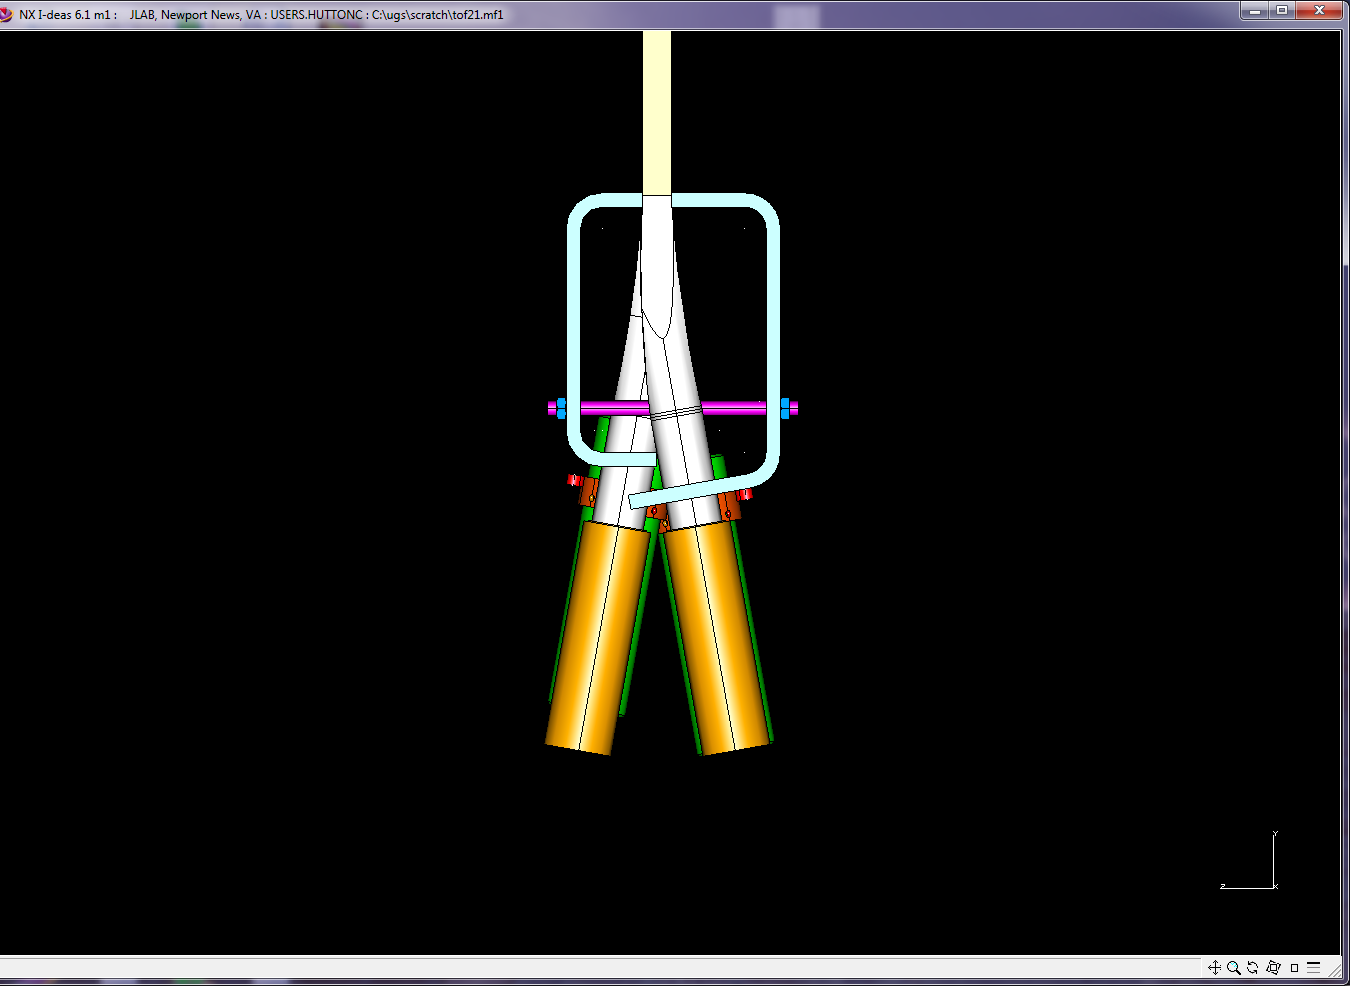 NX I-deas 6.1 m1 :    JLAB, Newport News, VA : USERS.HUTTONC : C:\ugs\scratch\tof21.mf1
Y
Z
X